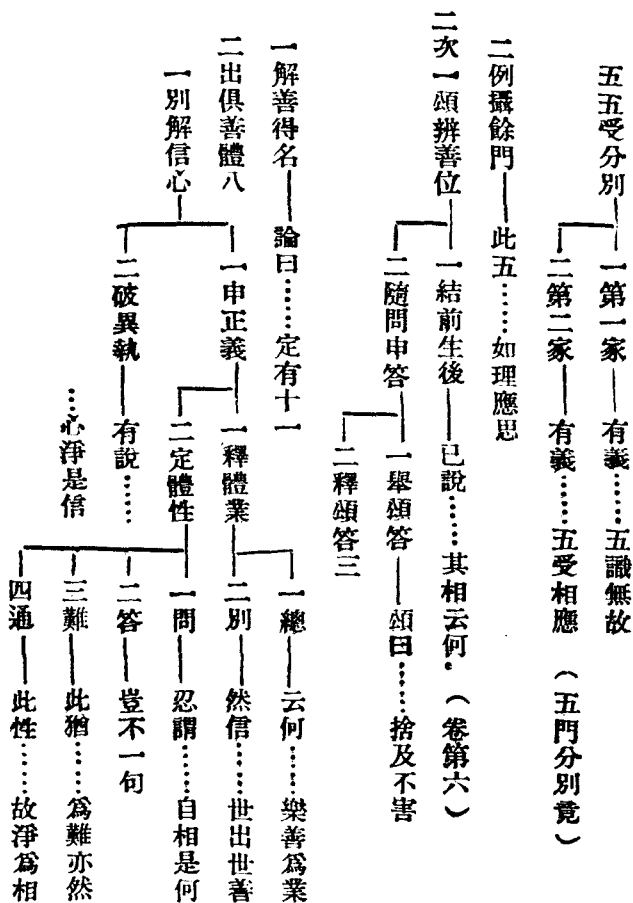 五五受分別
一第一家——有義……五識無故
二第二家——有義……五受相應 (五門分別竟)
二例攝餘門——此五……如理應思
二次一頌辨善位
一結前生後——已說……其相云何. (卷第六)
二隨問申答
一舉頌答——頌曰……捨及不害
二釋頌答三
一解善得名——論曰……定有十一
二出俱善體八
一別解信心
一申正義
一釋體業
一總——云何……樂善爲業
二別——然信……世出世善
二定體性
一問——忍謂……自相是何
二答——豈不一句
三難——此猶……爲難亦然
四通——此性……故淨爲相
二破異執——有說……
…心淨是信